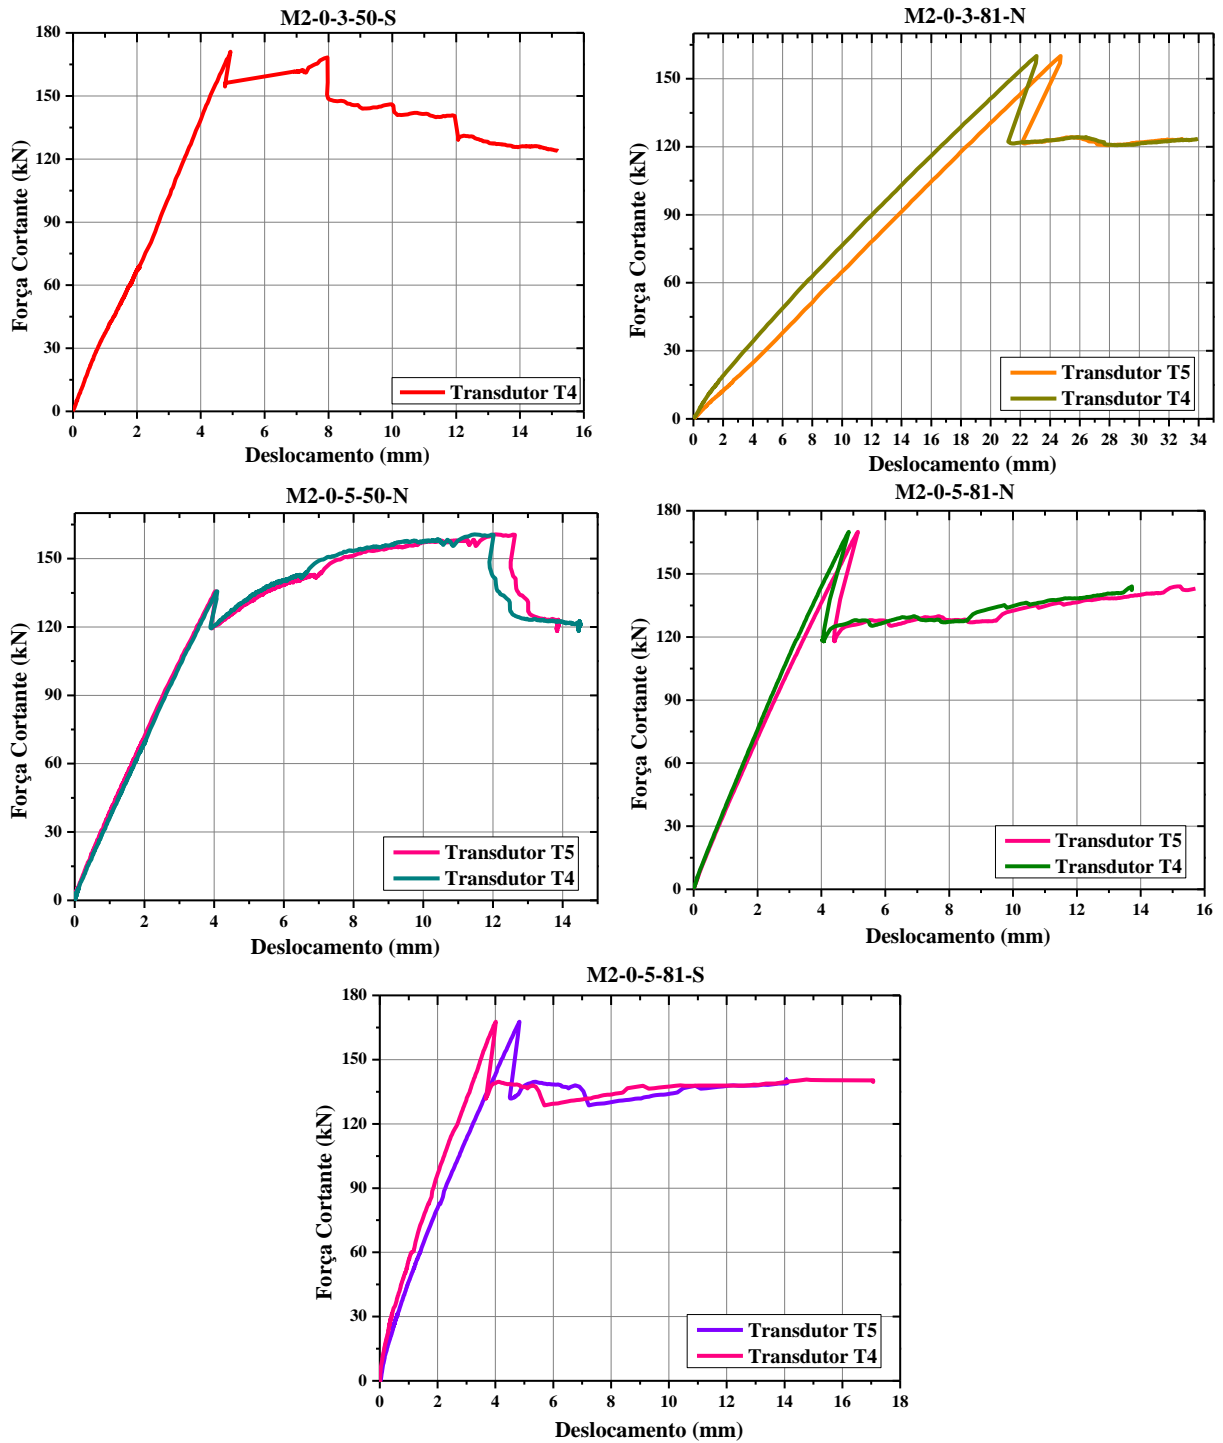 M2-0-3-50-S
180
150
120
90
60
30
0
Força Cortante (kN)
Transdutor T4
0 2 4 6 8 10 12 14 16
Deslocamento (mm)
M2-0-3-81-N
150
120
90
60
30
0
Força Cortante (kN)
Transdutor T5
Transdutor T4
0 2 4 6 8 10 12 14 16 18 20 22 24 26 28 30 32 34
Deslocamento (mm)
M2-0-5-50-N
150
120
90
60
30
0
Força Cortante (kN)
Transdutor T5
Transdutor T4
0 2 4 6 8 10 12 14
Deslocamento (mm)
M2-0-5-81-N
180
150
120
90
60
30
0
Força Cortante (kN)
Transdutor T5
Transdutor T4
0 2 4 6 8 10 12 14 16
Deslocamento (mm)
M2-0-5-81-S
180
150
120
90
60
30
0
Força Cortante (kN)
Transdutor T5
Transdutor T4
0 2 4 6 8 10 12 14 16 18
Deslocamento (mm)